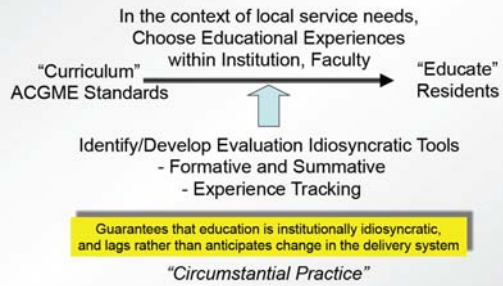 In the context of local service needs,
Choose Educational Experiences
within Institution, Faculty
“Curriculum”
ACGME Standards
“Educate”
Residents
Identify/Develop Evaluation Idiosyncratic Tools
- Formative and Summative
- Experience Tracking
Guarantees that education is institutionally idiosyncratic,
and lags rather than anticipates change in the delivery system
“Circumstantial Practice”